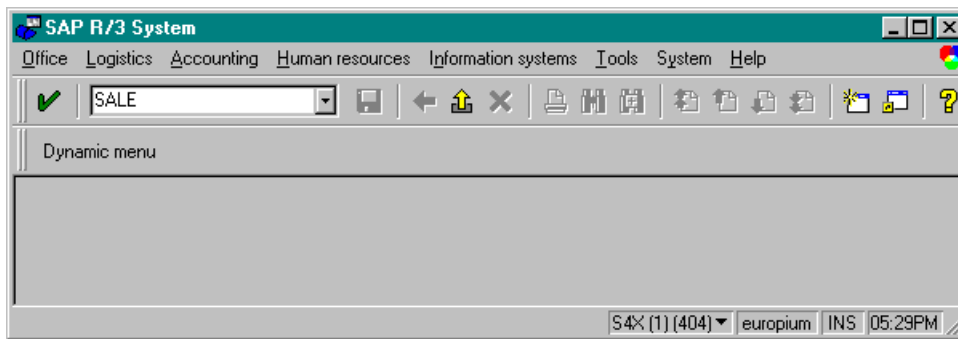 SAP R/3 System
Office Logistics Accounting Human resources Information systems Tools System Help
SALE
Dynamic menu
S4X (1) (404) europium INS 05:29PM